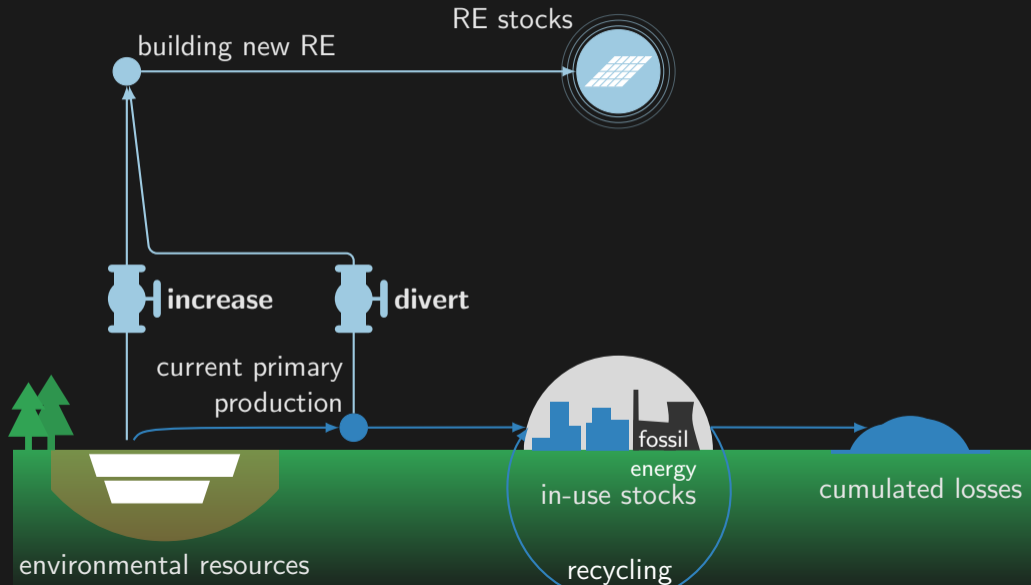 RE stocks
building new RE
increase
divert
current primary
production
fossil
energy
in-use stocks
cumulated losses
environmental resources
recycling